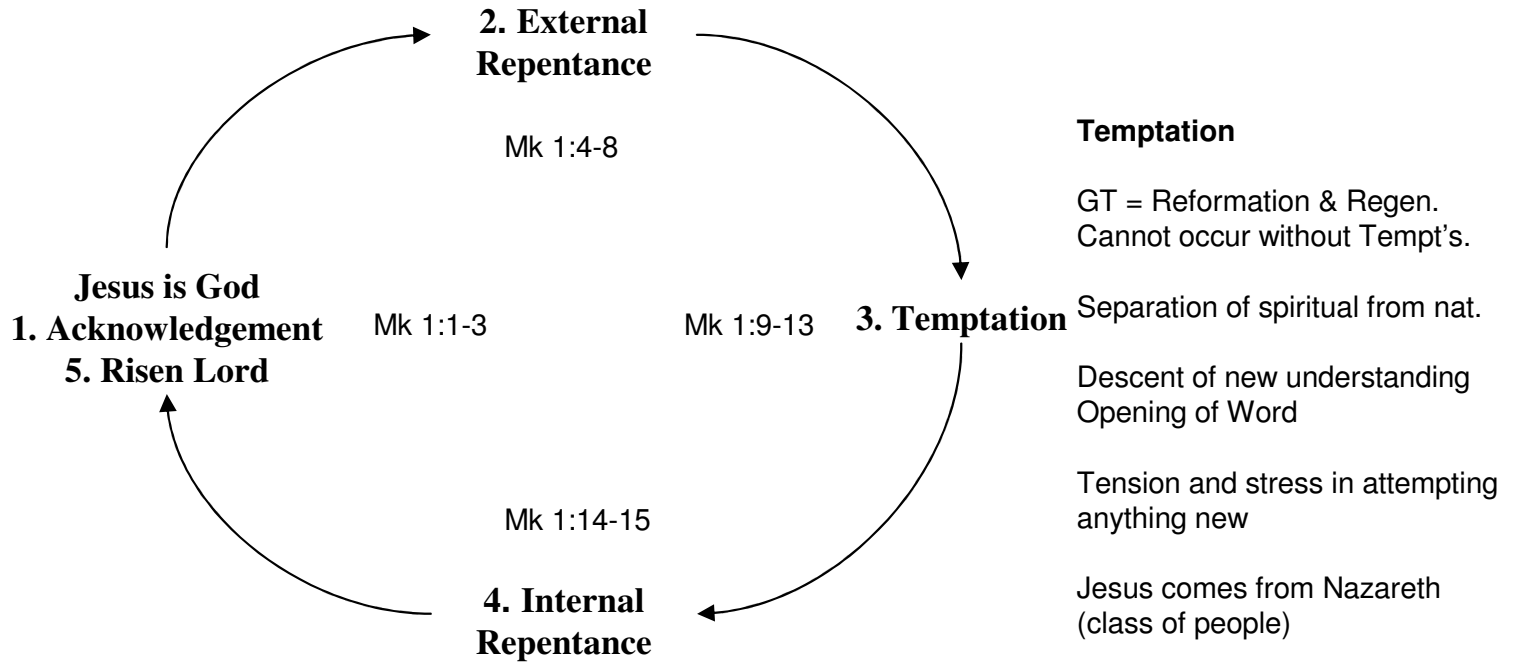 2. External
Repentance
Mk 1:4-8
Jesus is God
1. Acknowledgement
5. Risen Lord
Mk 1:1-3
Mk 1:9-13
3. Temptation
Mk 1:14-15
4. Internal
Repentance
Temptation
GT = Reformation & Regen.
Cannot occur without Tempt's.
Separation of spiritual from nat.
Descent of new understanding
Opening of Word
Tension and stress in attempting
anything new
Jesus comes from Nazareth
(class of people)